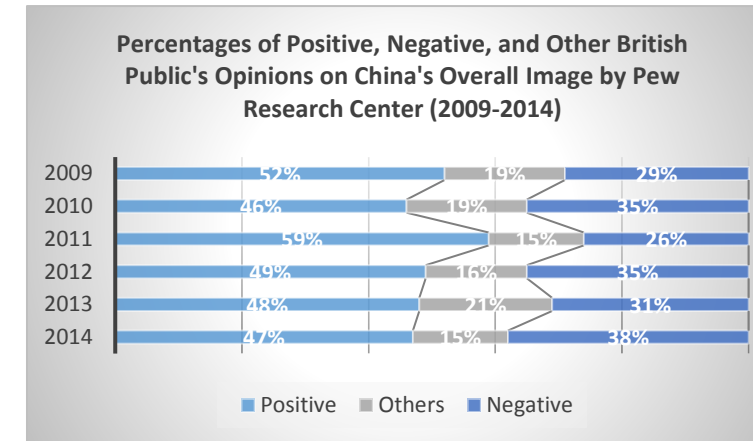 Percentages of Positive, Negative, and Other British
Public's Opinions on China's Overall Image by Pew
Research Center (2009-2014)
2009 52% 19% 29%
2010 46% 19% 35%
2011 59% 15% 26%
2012 49% 16% 35%
2013 48% 21% 31%
2014 47% 15% 38%
Positive Others Negative